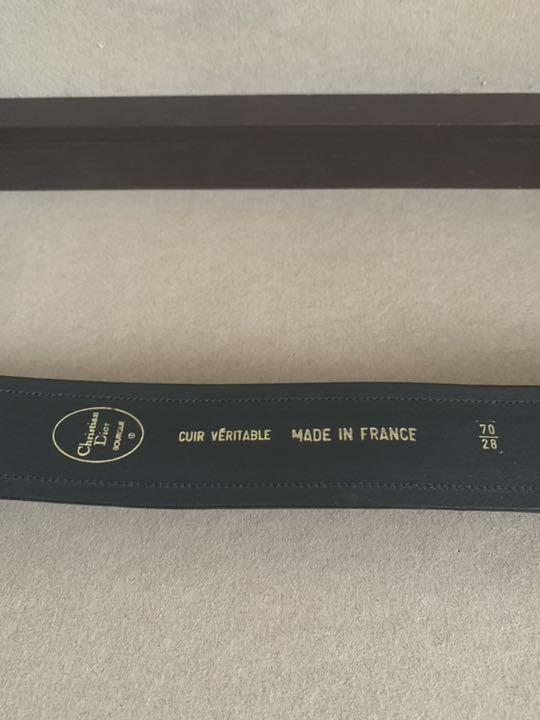 Christian
Dior
BOUTIQUE
®
CUIR VÉRITABLE MADE IN FRANCE
70
28